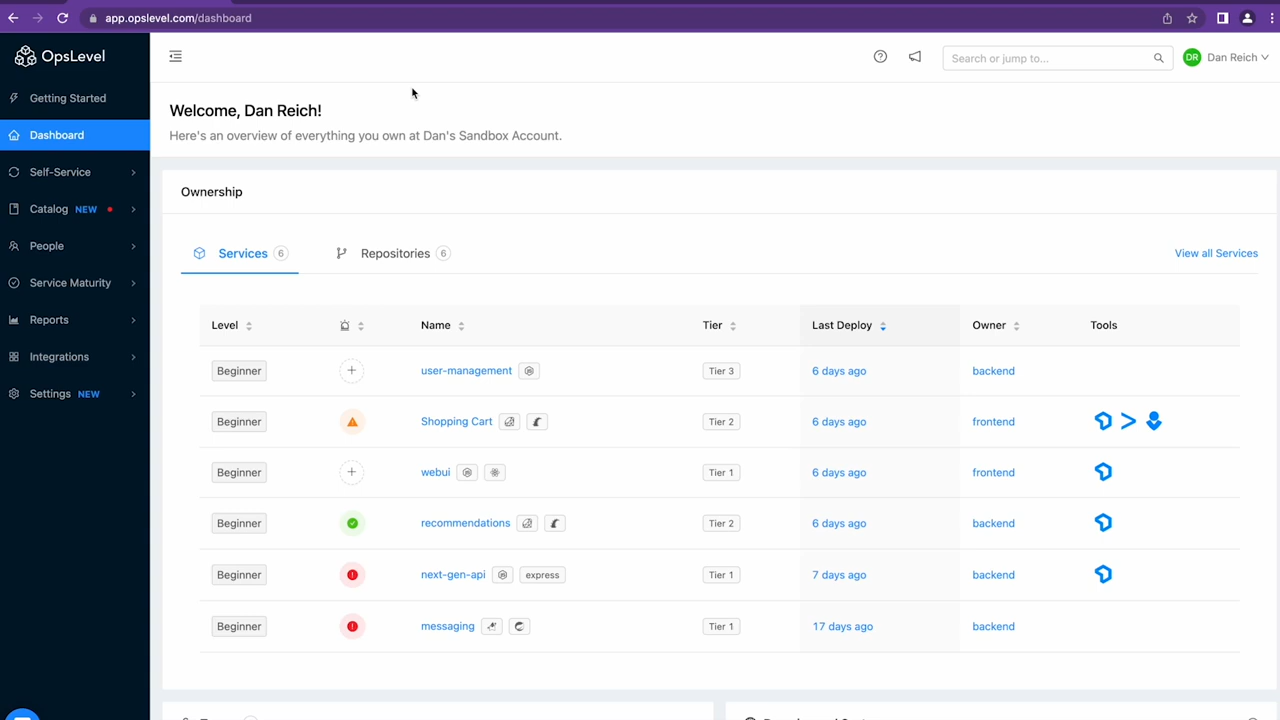 app.opslevel.com/dashboard
OpsLevel
Search or jump to...
DR
Dan Reich
Getting Started
Dashboard
Self-Service
Catalog NEW
People
Service Maturity
Reports
Integrations
Settings NEW
Welcome, Dan Reich!
Here's an overview of everything you own at Dan's Sandbox Account.
Ownership
Services 6
Repositories 6
View all Services
Level Name Tier Last Deploy Owner Tools
Beginner user-management Tier 3 6 days ago backend
Beginner Shopping Cart Tier 2 6 days ago frontend
Beginner webui Tier 1 6 days ago frontend
Beginner recommendations Tier 2 6 days ago backend
Beginner next-gen-api express Tier 1 7 days ago backend
Beginner messaging Tier 1 17 days ago backend